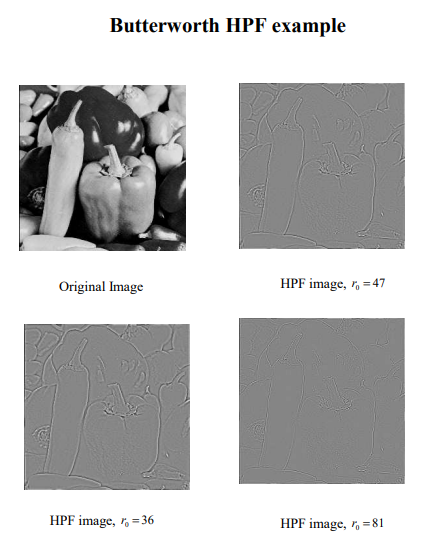 Butterworth HPF example
Original Image
HPF image, r₀ = 47
HPF image, r₀ = 36
HPF image, r₀ = 81